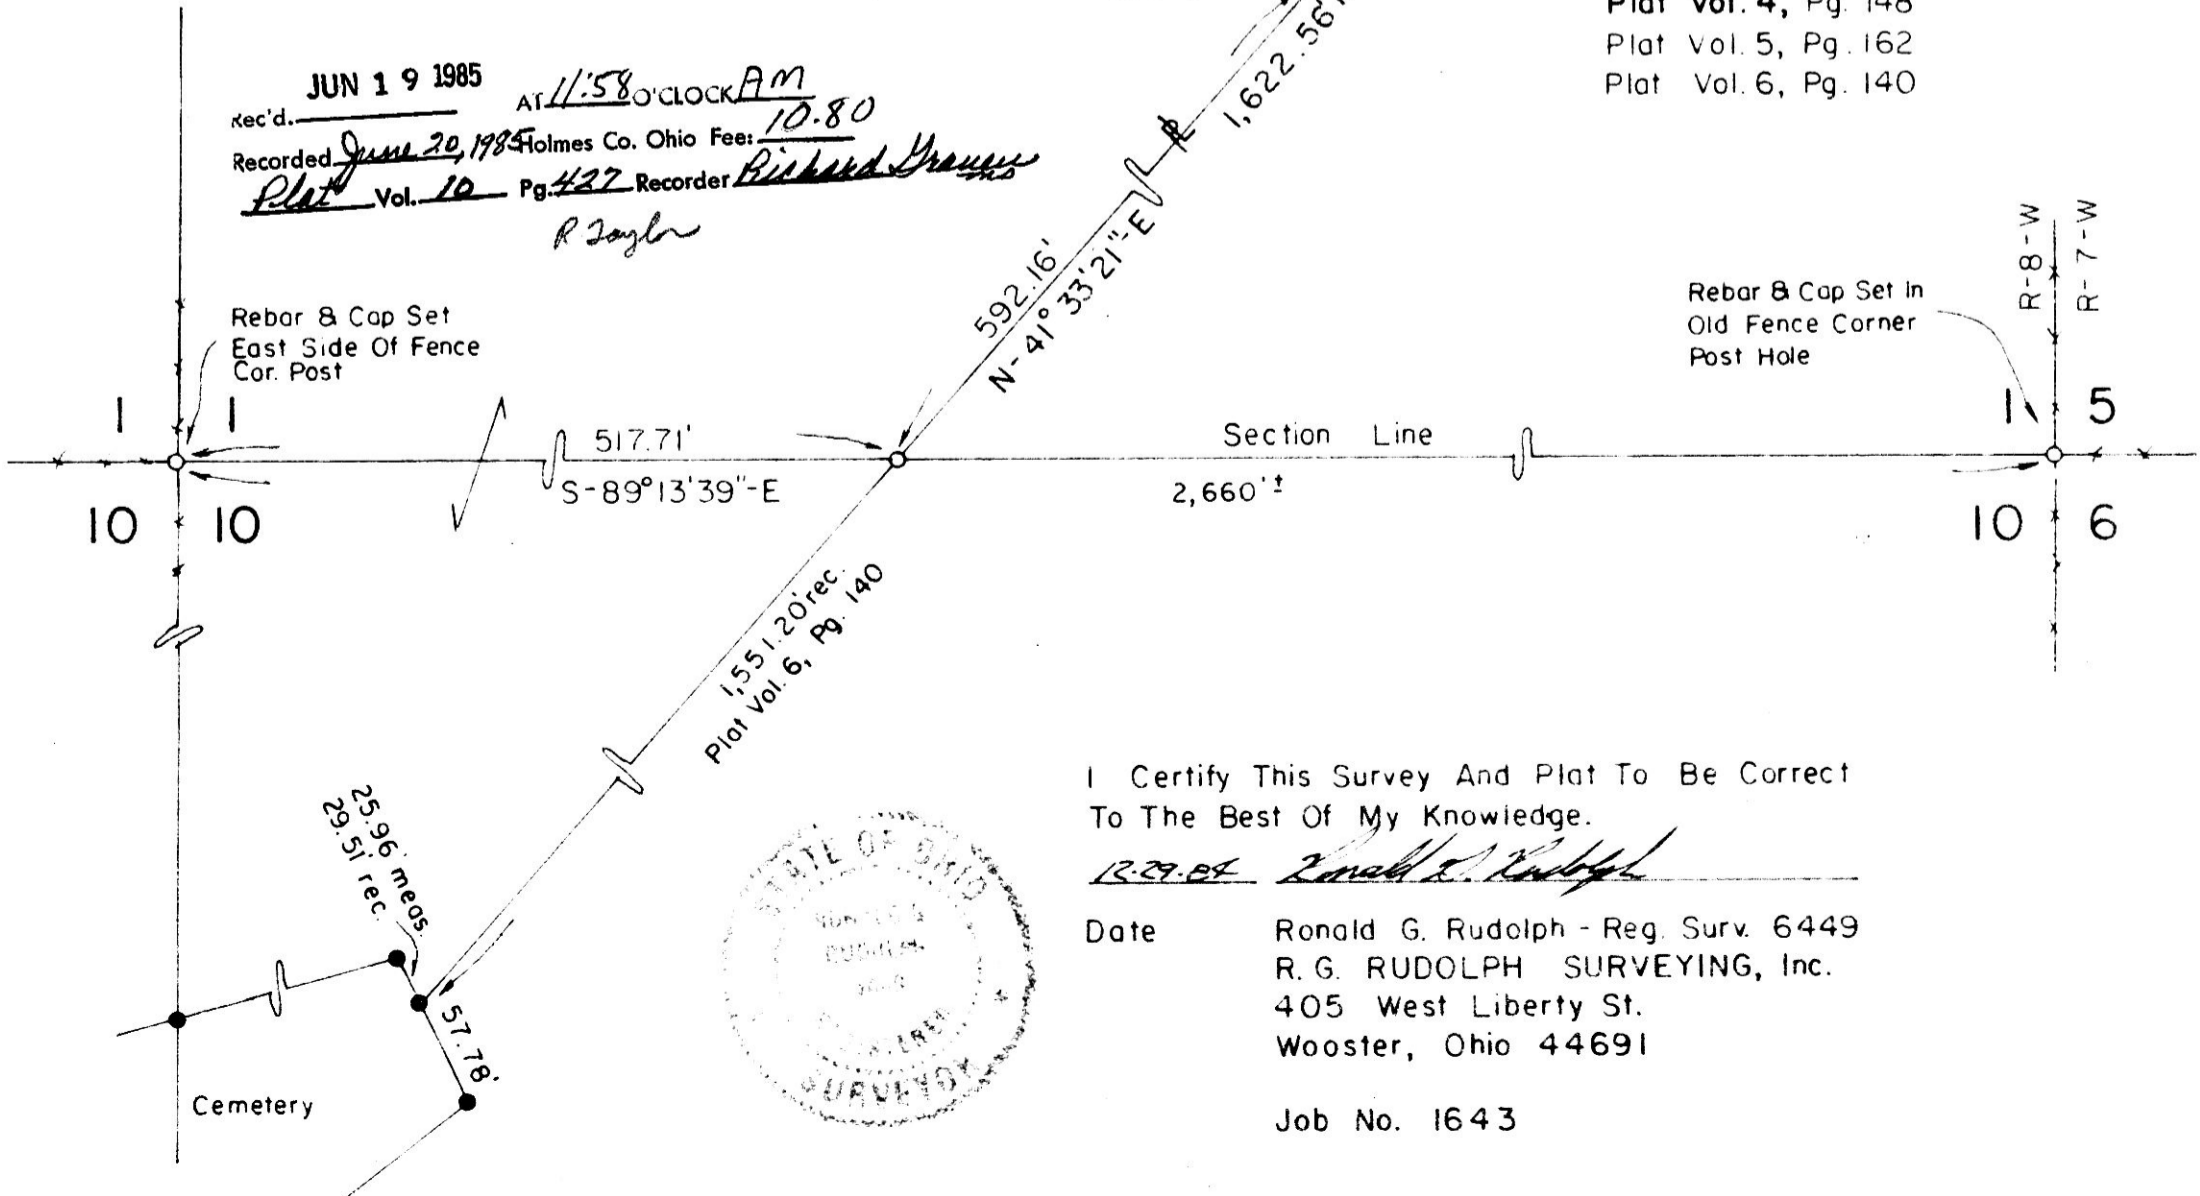 Plat Vol. 4, Pg. 148
Plat Vol. 5, Pg. 162
Plat Vol. 6, Pg. 140
JUN 19 1985
Rec'd. AT 11:58 O'CLOCK AM
Recorded June 20, 1985 Holmes Co. Ohio Fee: 10.80
Plat Vol. 10 Pg. 427 Recorder Richard Graven
R Taylor
1,622.56'
592.16'
N-41°33'21"-E
R-8-W
R-7-W
Rebar & Cap Set
East Side Of Fence
Cor. Post
Rebar & Cap Set In
Old Fence Corner
Post Hole
1 1
10 10
517.71'
S-89°13'39"-E
Section Line
2,660'±
1 5
10 6
1,551.20' rec.
Plat Vol. 6, Pg. 140
25.96' meas.
29.51' rec.
57.78'
Cemetery
STATE OF OHIO
SURVEYOR
I Certify This Survey And Plat To Be Correct
To The Best Of My Knowledge.
12-29-84 Ronald G. Rudolph
Date
Ronald G. Rudolph - Reg. Surv. 6449
R. G. RUDOLPH SURVEYING, Inc.
405 West Liberty St.
Wooster, Ohio 44691
Job No. 1643